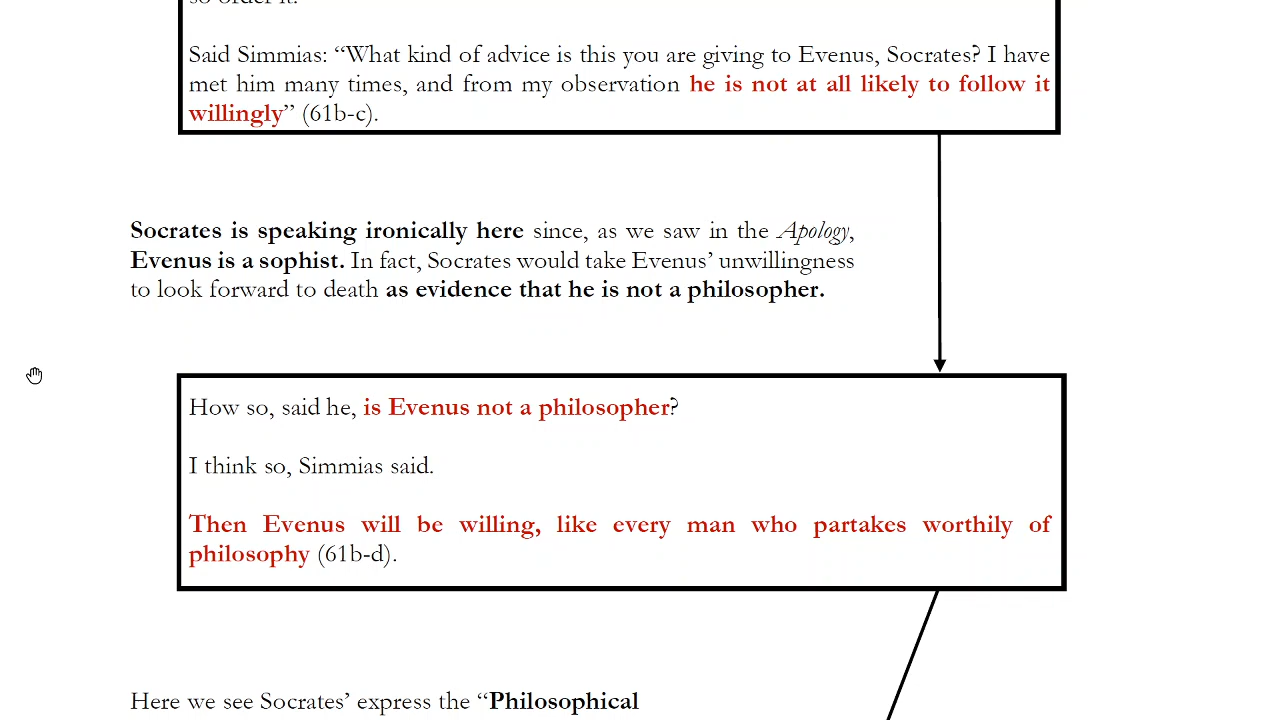 so order it.
Said Simmias: “What kind of advice is this you are giving to Evenus, Socrates? I have
met him many times, and from my observation he is not at all likely to follow it
willingly” (61b-c).
Socrates is speaking ironically here since, as we saw in the Apology,
Evenus is a sophist. In fact, Socrates would take Evenus’ unwillingness
to look forward to death as evidence that he is not a philosopher.
How so, said he, is Evenus not a philosopher?
I think so, Simmias said.
Then Evenus will be willing, like every man who partakes worthily of
philosophy (61b-d).
Here we see Socrates’ express the “Philosophical